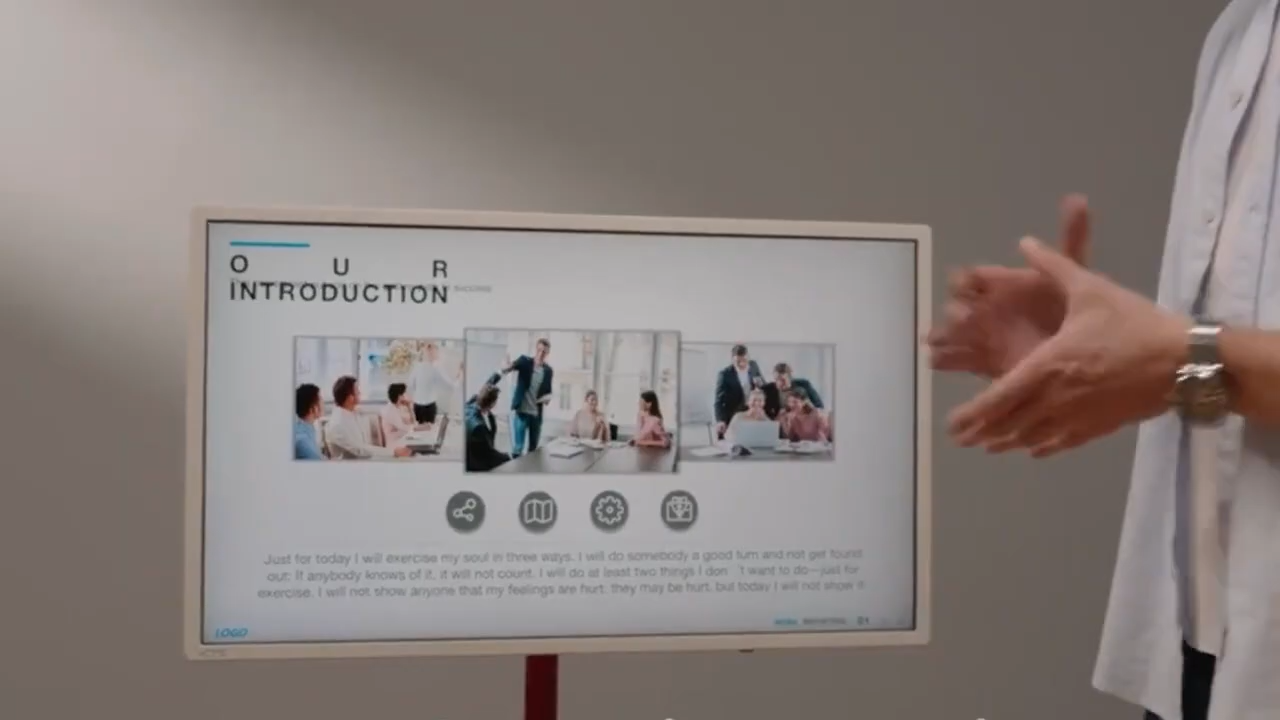 O U R
INTRODUCTION
SUCCESS
Just for today I will exercise my soul in three ways. I will do somebody a good turn and not get found
out: If anybody knows of it, it will not count. I will do at least two things I don 't want to do—just for
exercise. I will not show anyone that my feelings are hurt: they may be hurt, but today I will not show it
LOGO
01